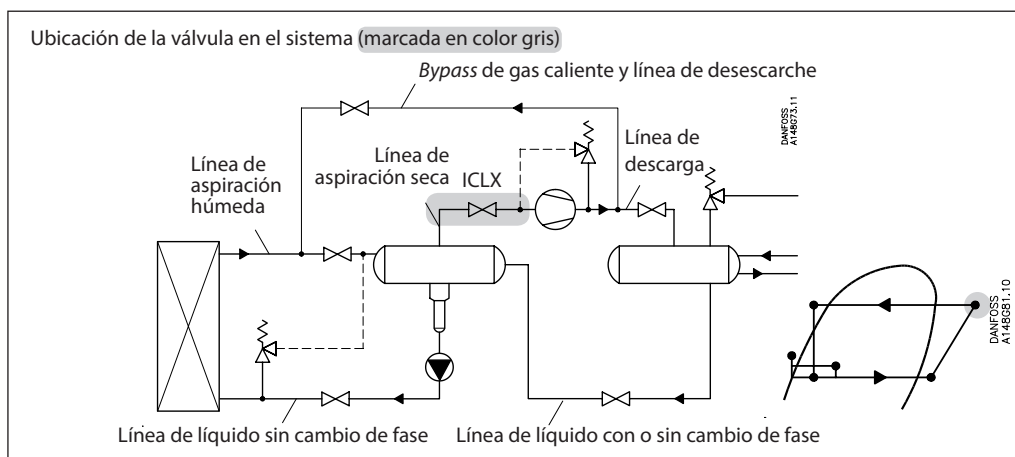 Ubicación de la válvula en el sistema (marcada en color gris)
Bypass de gas caliente y línea de desescarche
DANFOSS
A148G73.11
Línea de
aspiración
húmeda
Línea de
aspiración seca
ICLX
Línea de
descarga
DANFOSS
A148G81.10
Línea de líquido sin cambio de fase
Línea de líquido con o sin cambio de fase